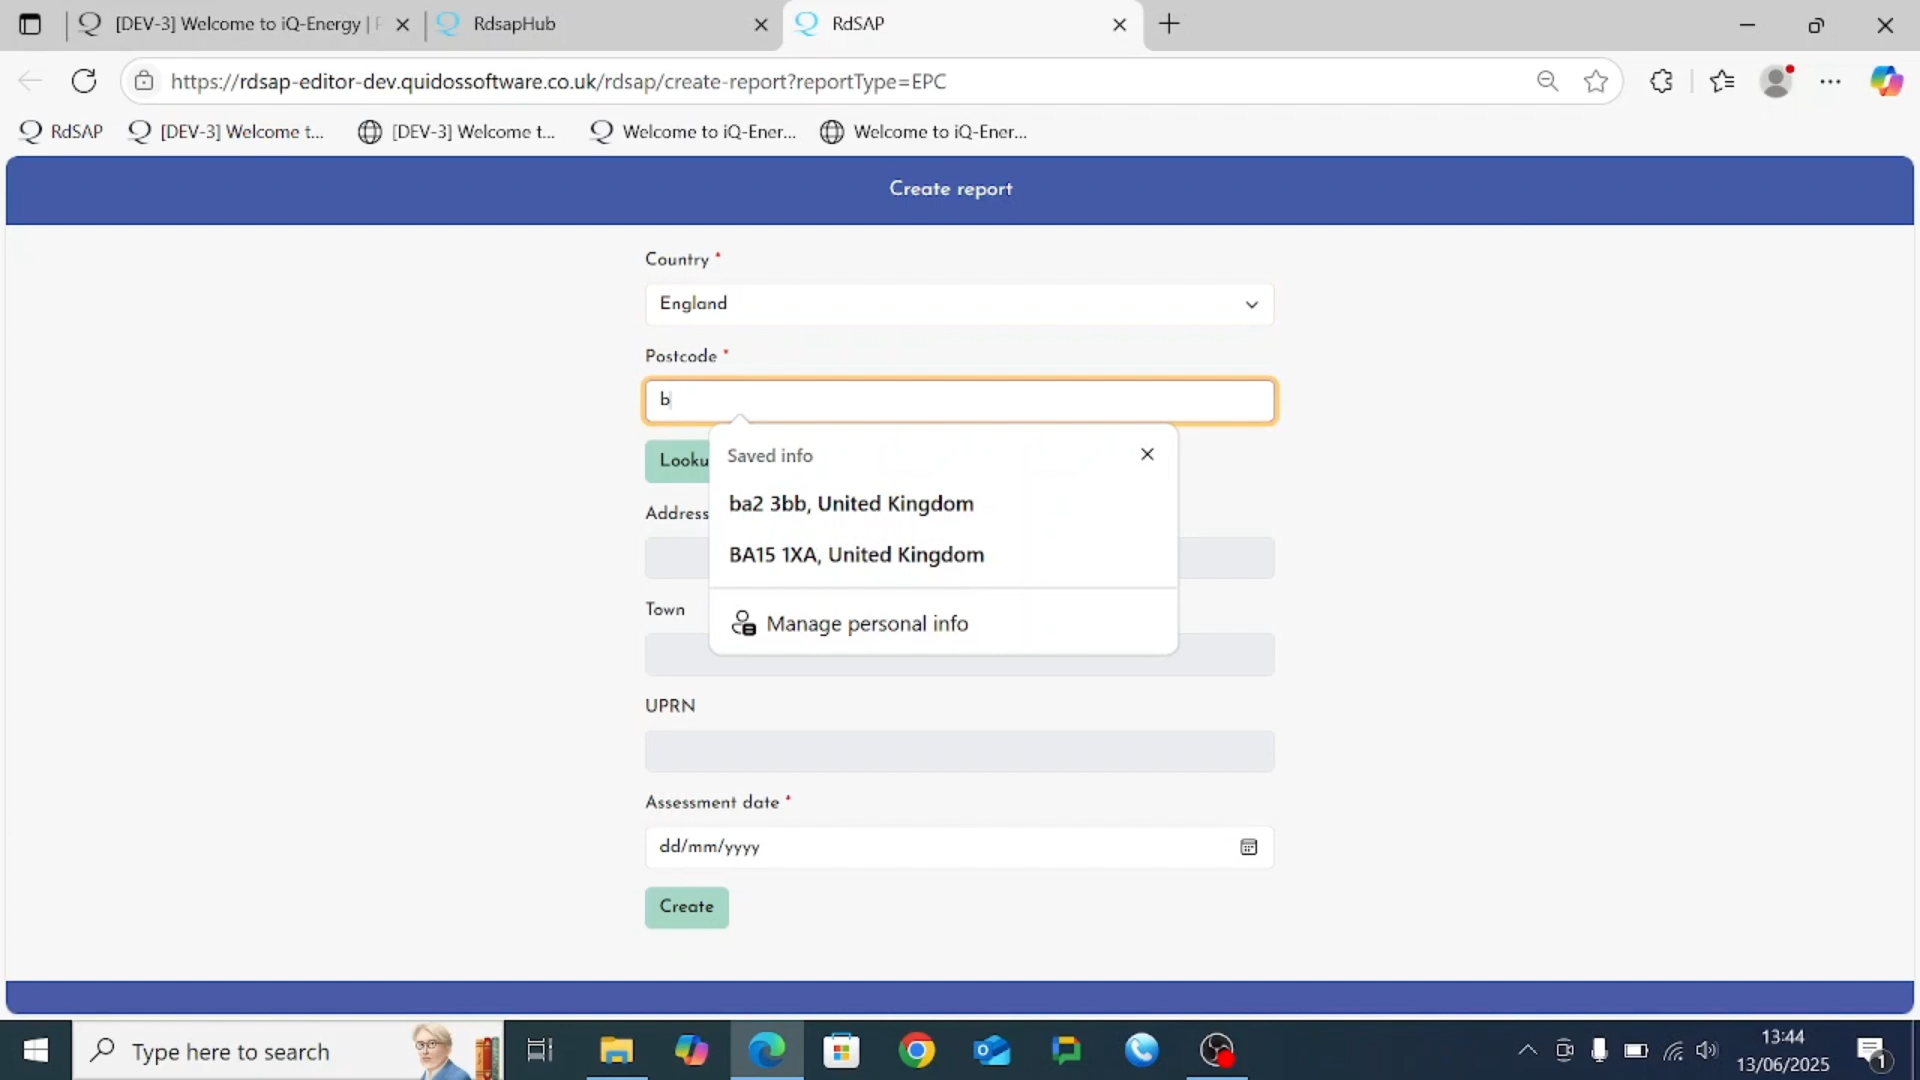 [DEV-3] Welcome to iQ-Energy |
RdsapHub
RdSAP
https://rdsap-editor-dev.quidossoftware.co.uk/rdsap/create-report?reportType=EPC
RdSAP
[DEV-3] Welcome t...
[DEV-3] Welcome t...
Welcome to iQ-Ener...
Welcome to iQ-Ener...
Create report
Country *
England
Postcode *
b
Looku
Saved info
ba2 3bb, United Kingdom
BA15 1XA, United Kingdom
Manage personal info
Address
Town
UPRN
Assessment date *
dd/mm/yyyy
Create
Type here to search
13:44
13/06/2025
1